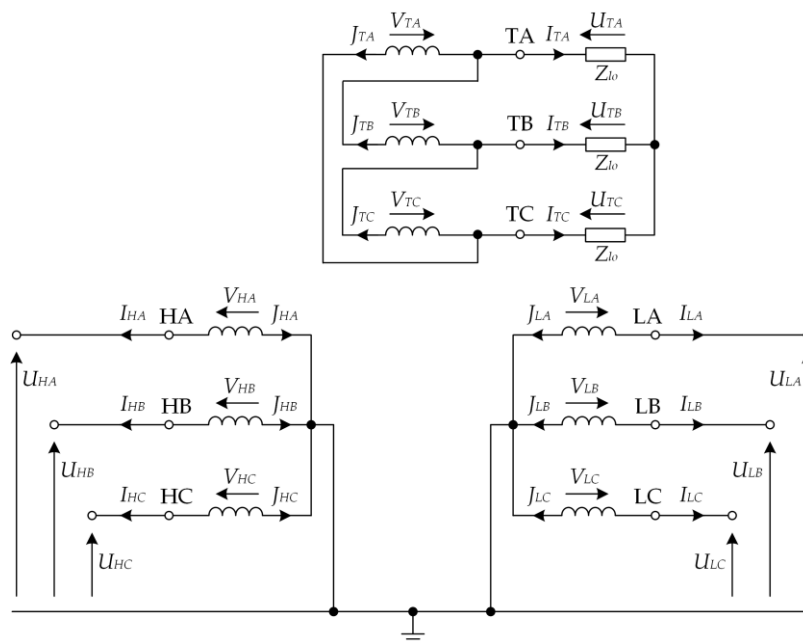 J_TA V_TA TA I_TA U_TA
Z_lo
J_TB V_TB TB I_TB U_TB
Z_lo
J_TC V_TC TC I_TC U_TC
Z_lo
I_HA HA V_HA J_HA
U_HA
I_HB HB V_HB J_HB
U_HB
I_HC HC V_HC J_HC
U_HC
J_LA V_LA LA I_LA
U_LA
J_LB V_LB LB I_LB
U_LB
J_LC V_LC LC I_LC
U_LC